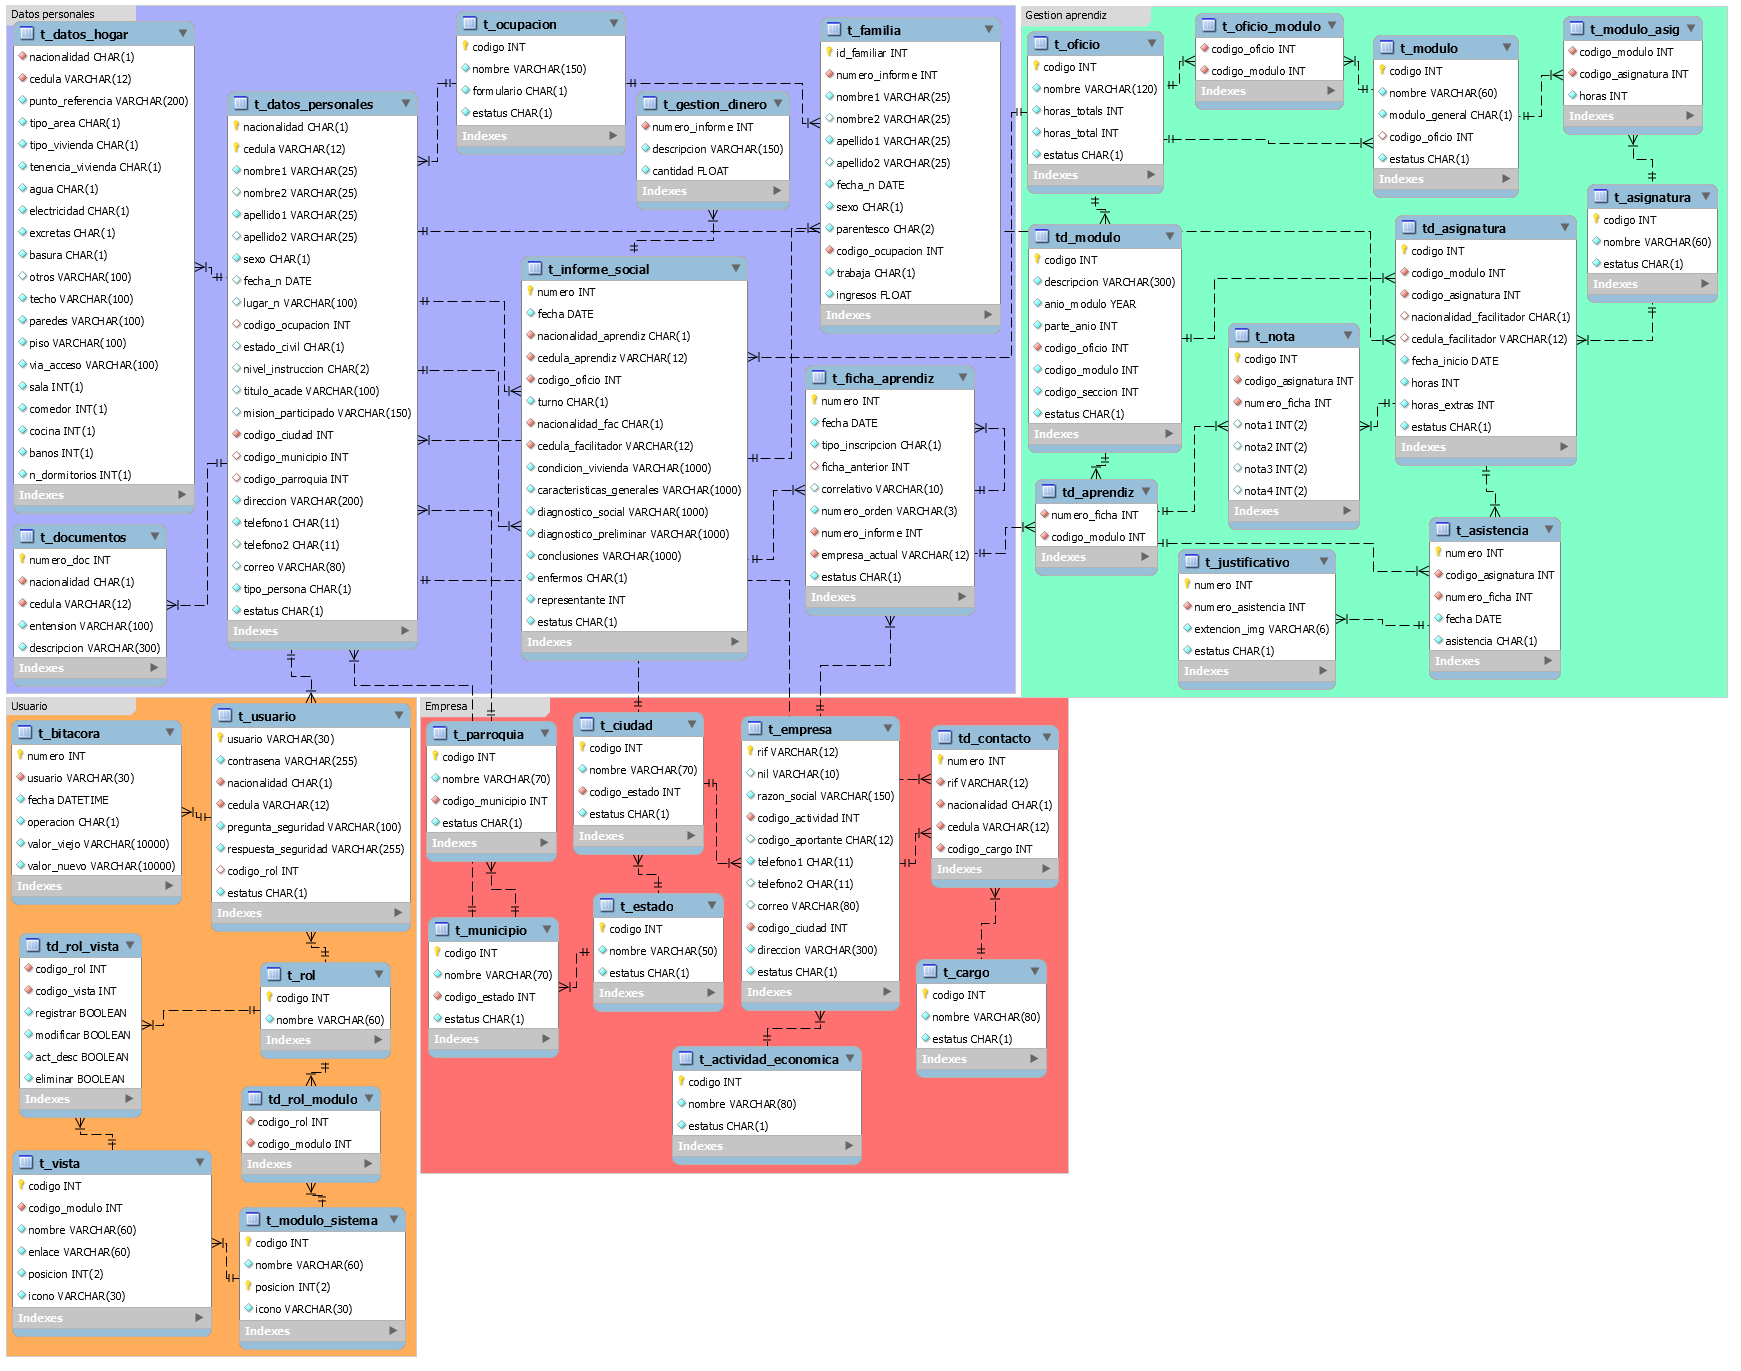 Datos personales
t_datos_hogar
nacionalidad CHAR(1)
cedula VARCHAR(12)
punto_referencia VARCHAR(200)
tipo_area CHAR(1)
tipo_vivienda CHAR(1)
tenencia_vivienda CHAR(1)
agua CHAR(1)
electricidad CHAR(1)
excretas CHAR(1)
basura CHAR(1)
otros VARCHAR(100)
techo VARCHAR(100)
paredes VARCHAR(100)
piso VARCHAR(100)
via_acceso VARCHAR(100)
sala INT(1)
comedor INT(1)
cocina INT(1)
banos INT(1)
n_dormitorios INT(1)
Indexes
t_documentos
numero_doc INT
nacionalidad CHAR(1)
cedula VARCHAR(12)
entension VARCHAR(100)
descripcion VARCHAR(300)
Indexes
t_datos_personales
nacionalidad CHAR(1)
cedula VARCHAR(12)
nombre1 VARCHAR(25)
nombre2 VARCHAR(25)
apellido1 VARCHAR(25)
apellido2 VARCHAR(25)
sexo CHAR(1)
fecha_n DATE
lugar_n VARCHAR(100)
codigo_ocupacion INT
estado_civil CHAR(1)
nivel_instruccion CHAR(2)
titulo_acade VARCHAR(100)
mision_participado VARCHAR(150)
codigo_ciudad INT
codigo_municipio INT
codigo_parroquia INT
direccion VARCHAR(200)
telefono1 CHAR(11)
telefono2 CHAR(11)
correo VARCHAR(80)
tipo_persona CHAR(1)
estatus CHAR(1)
Indexes
t_ocupacion
codigo INT
nombre VARCHAR(150)
formulario CHAR(1)
estatus CHAR(1)
Indexes
t_gestion_dinero
numero_informe INT
descripcion VARCHAR(150)
cantidad FLOAT
Indexes
t_informe_social
numero INT
fecha DATE
nacionalidad_aprendiz CHAR(1)
cedula_aprendiz VARCHAR(12)
codigo_oficio INT
turno CHAR(1)
nacionalidad_fac CHAR(1)
cedula_facilitador VARCHAR(12)
condicion_vivienda VARCHAR(1000)
caracteristicas_generales VARCHAR(1000)
diagnostico_social VARCHAR(1000)
diagnostico_preliminar VARCHAR(1000)
conclusiones VARCHAR(1000)
enfermos CHAR(1)
representante INT
estatus CHAR(1)
Indexes
t_familia
id_familiar INT
numero_informe INT
nombre1 VARCHAR(25)
nombre2 VARCHAR(25)
apellido1 VARCHAR(25)
apellido2 VARCHAR(25)
fecha_n DATE
sexo CHAR(1)
parentesco CHAR(2)
codigo_ocupacion INT
trabaja CHAR(1)
ingresos FLOAT
Indexes
t_ficha_aprendiz
numero INT
fecha DATE
tipo_inscripcion CHAR(1)
ficha_anterior INT
correlativo VARCHAR(10)
numero_orden VARCHAR(3)
numero_informe INT
empresa_actual VARCHAR(12)
estatus CHAR(1)
Indexes
Gestion aprendiz
t_oficio
codigo INT
nombre VARCHAR(120)
horas_totals INT
horas_total INT
estatus CHAR(1)
Indexes
t_oficio_modulo
codigo_oficio INT
codigo_modulo INT
Indexes
t_modulo
codigo INT
nombre VARCHAR(60)
modulo_general CHAR(1)
codigo_oficio INT
estatus CHAR(1)
Indexes
t_modulo_asig
codigo_modulo INT
codigo_asignatura INT
horas INT
Indexes
t_asignatura
codigo INT
nombre VARCHAR(60)
estatus CHAR(1)
Indexes
td_modulo
codigo INT
descripcion VARCHAR(300)
anio_modulo YEAR
parte_anio INT
codigo_oficio INT
codigo_modulo INT
codigo_seccion INT
estatus CHAR(1)
Indexes
td_asignatura
codigo INT
codigo_modulo INT
codigo_asignatura INT
nacionalidad_facilitador CHAR(1)
cedula_facilitador VARCHAR(12)
fecha_inicio DATE
horas INT
horas_extras INT
estatus CHAR(1)
Indexes
t_nota
codigo INT
codigo_asignatura INT
numero_ficha INT
nota1 INT(2)
nota2 INT(2)
nota3 INT(2)
nota4 INT(2)
Indexes
td_aprendiz
numero_ficha INT
codigo_modulo INT
Indexes
t_justificativo
numero INT
numero_asistencia INT
extencion_img VARCHAR(6)
estatus CHAR(1)
Indexes
t_asistencia
numero INT
codigo_asignatura INT
numero_ficha INT
fecha DATE
asistencia CHAR(1)
Indexes
Usuario
t_bitacora
numero INT
usuario VARCHAR(30)
fecha DATETIME
operacion CHAR(1)
valor_viejo VARCHAR(10000)
valor_nuevo VARCHAR(10000)
Indexes
t_usuario
usuario VARCHAR(30)
contrasena VARCHAR(255)
nacionalidad CHAR(1)
cedula VARCHAR(12)
pregunta_seguridad VARCHAR(100)
respuesta_seguridad VARCHAR(255)
codigo_rol INT
estatus CHAR(1)
Indexes
td_rol_vista
codigo_rol INT
codigo_vista INT
registrar BOOLEAN
modificar BOOLEAN
act_desc BOOLEAN
eliminar BOOLEAN
Indexes
t_rol
codigo INT
nombre VARCHAR(60)
Indexes
td_rol_modulo
codigo_rol INT
codigo_modulo INT
Indexes
t_vista
codigo INT
codigo_modulo INT
nombre VARCHAR(60)
enlace VARCHAR(60)
posicion INT(2)
icono VARCHAR(30)
Indexes
t_modulo_sistema
codigo INT
nombre VARCHAR(60)
posicion INT(2)
icono VARCHAR(30)
Indexes
Empresa
t_parroquia
codigo INT
nombre VARCHAR(70)
codigo_municipio INT
estatus CHAR(1)
Indexes
t_ciudad
codigo INT
nombre VARCHAR(70)
codigo_estado INT
estatus CHAR(1)
Indexes
t_empresa
rif VARCHAR(12)
nil VARCHAR(10)
razon_social VARCHAR(150)
codigo_actividad INT
codigo_aportante CHAR(12)
telefono1 CHAR(11)
telefono2 CHAR(11)
correo VARCHAR(80)
codigo_ciudad INT
direccion VARCHAR(300)
estatus CHAR(1)
Indexes
td_contacto
numero INT
rif VARCHAR(12)
nacionalidad CHAR(1)
cedula VARCHAR(12)
codigo_cargo INT
Indexes
t_municipio
codigo INT
nombre VARCHAR(70)
codigo_estado INT
estatus CHAR(1)
Indexes
t_estado
codigo INT
nombre VARCHAR(50)
estatus CHAR(1)
Indexes
t_cargo
codigo INT
nombre VARCHAR(80)
estatus CHAR(1)
Indexes
t_actividad_economica
codigo INT
nombre VARCHAR(80)
estatus CHAR(1)
Indexes